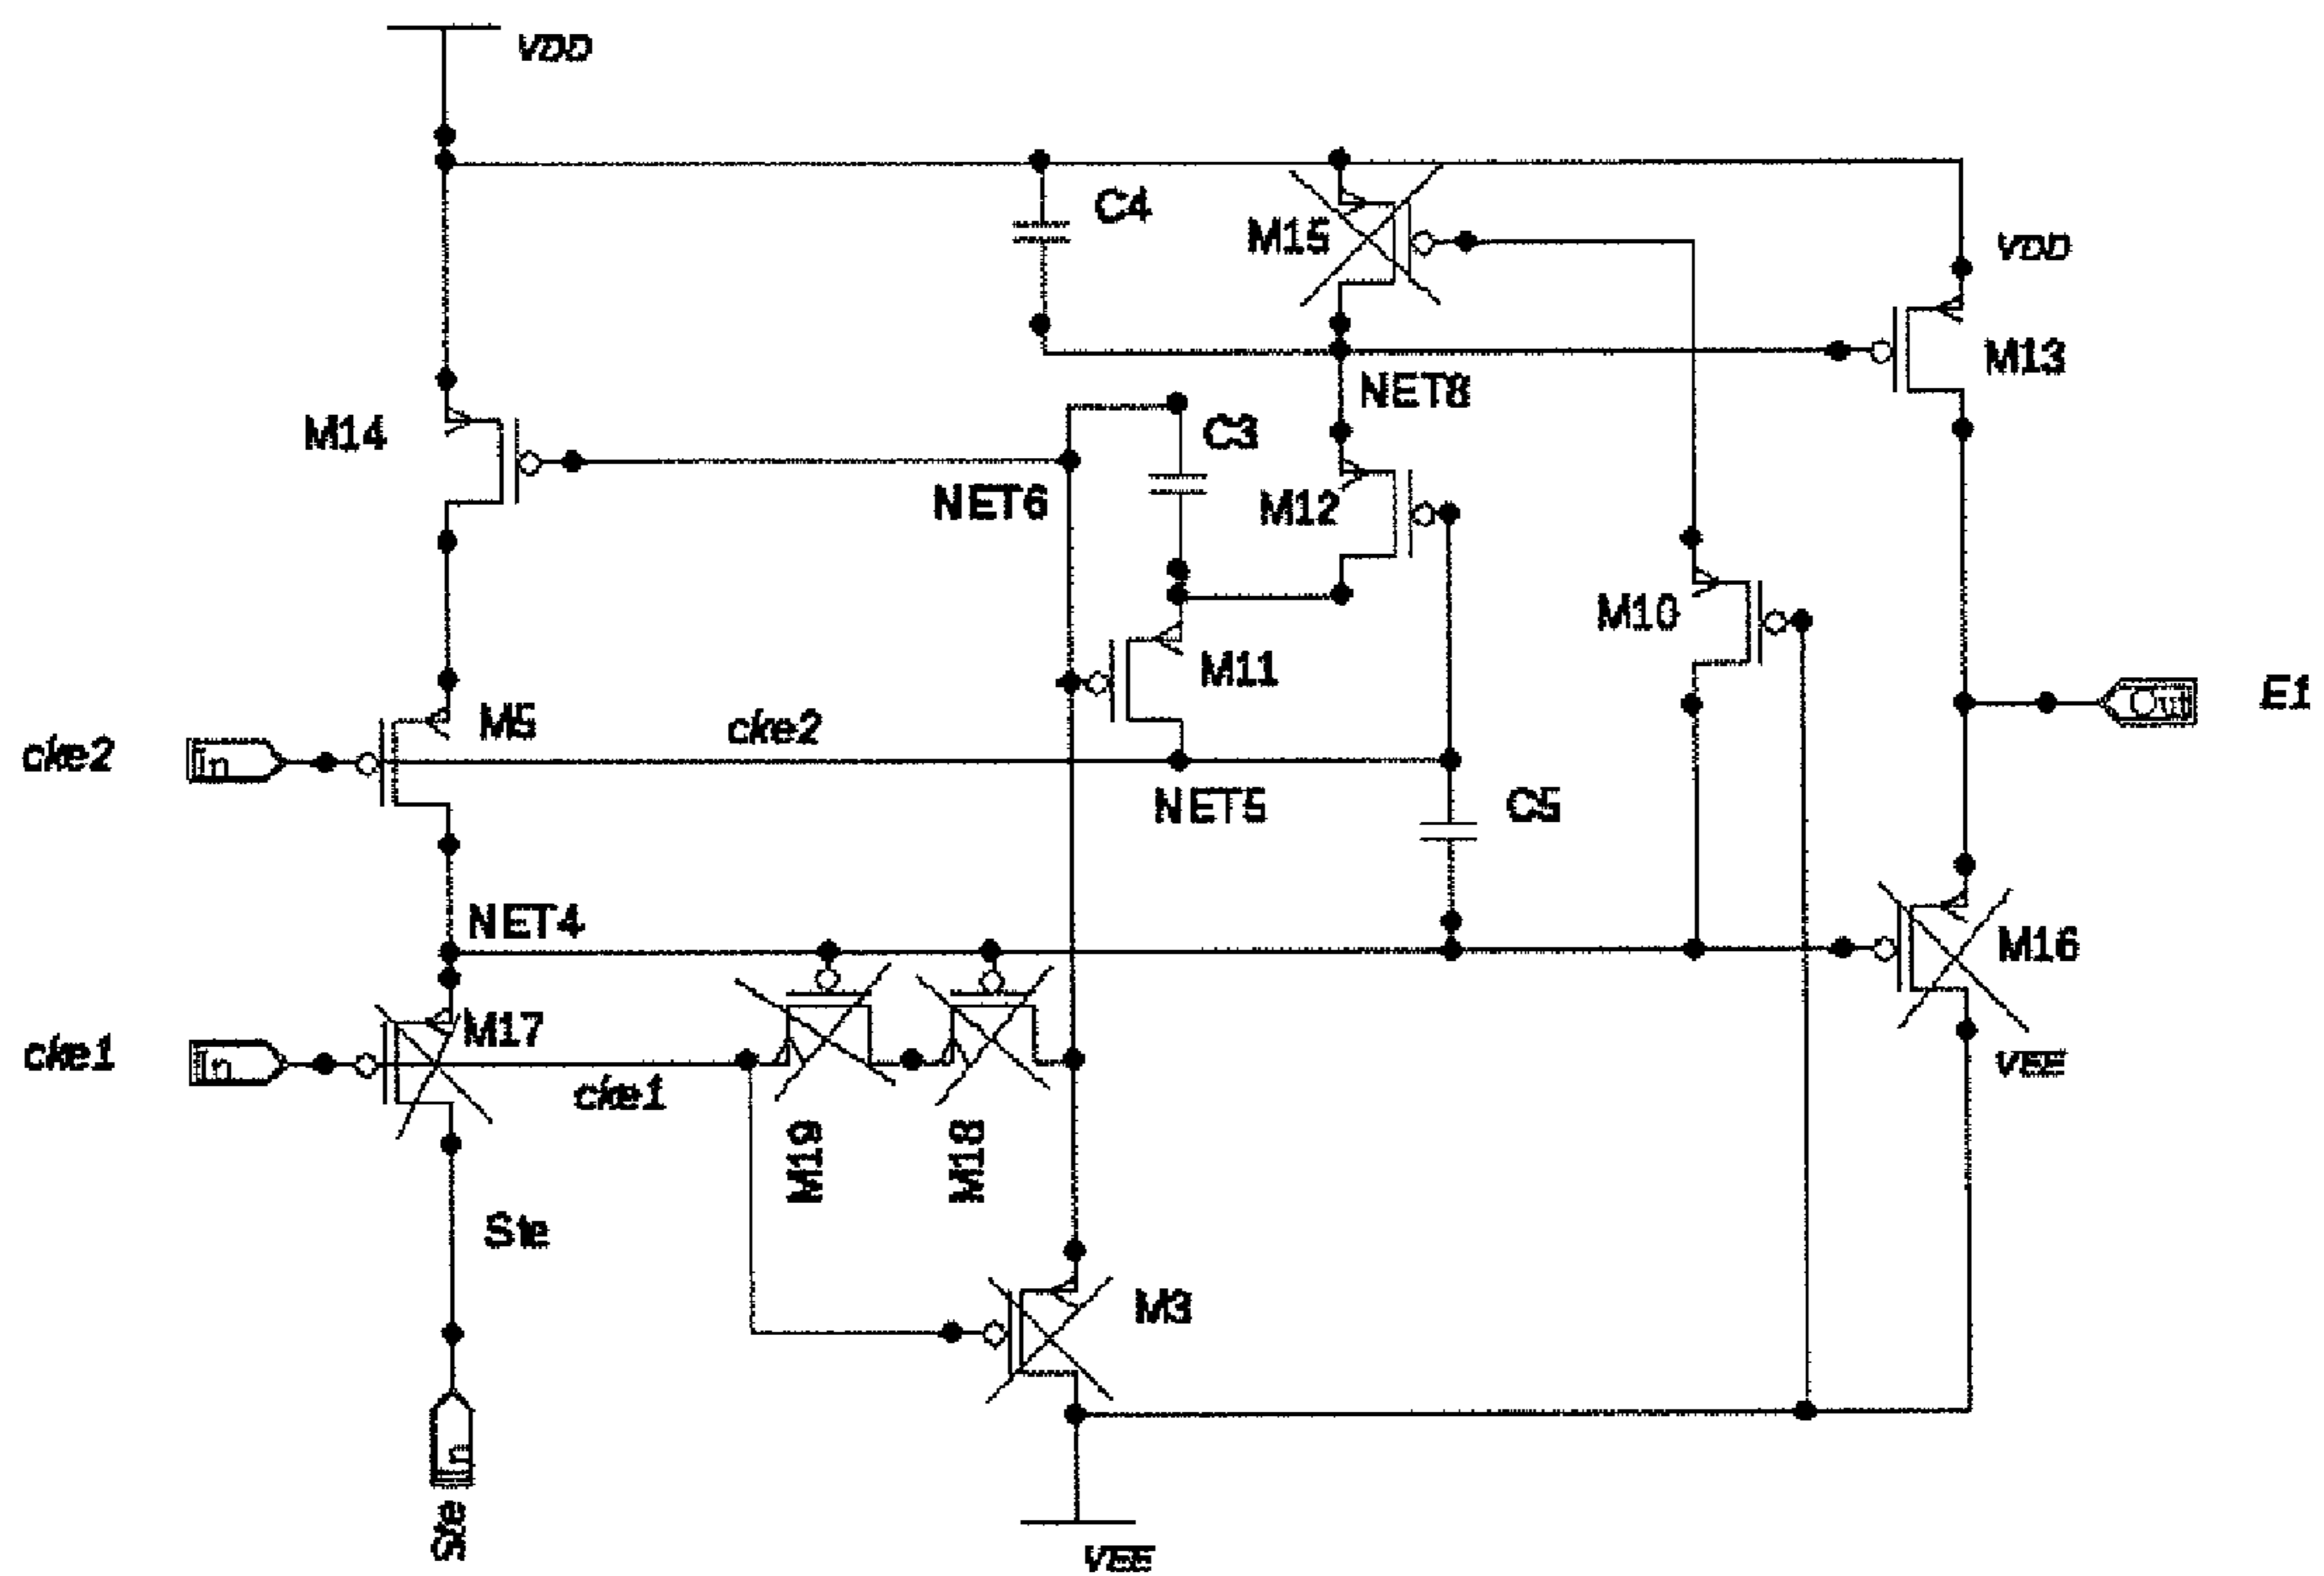 VDD
C4
M15
VDD
M13
NET8
M14
C3
NET6
M12
M10
M11
M5
cke2
cke2
In
Out
E1
NET5
C5
NET4
M16
M17
cke1
In
cke1
VEE
M19
M18
Ste
M3
In
Ste
VEE